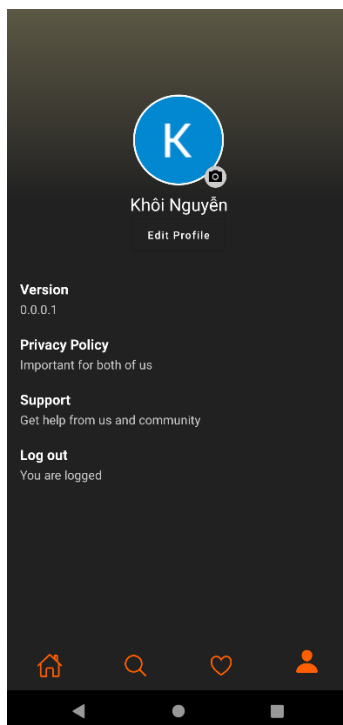 K
Khôi Nguyễn
Edit Profile
Version
0.0.0.1
Privacy Policy
Important for both of us
Support
Get help from us and community
Log out
You are logged